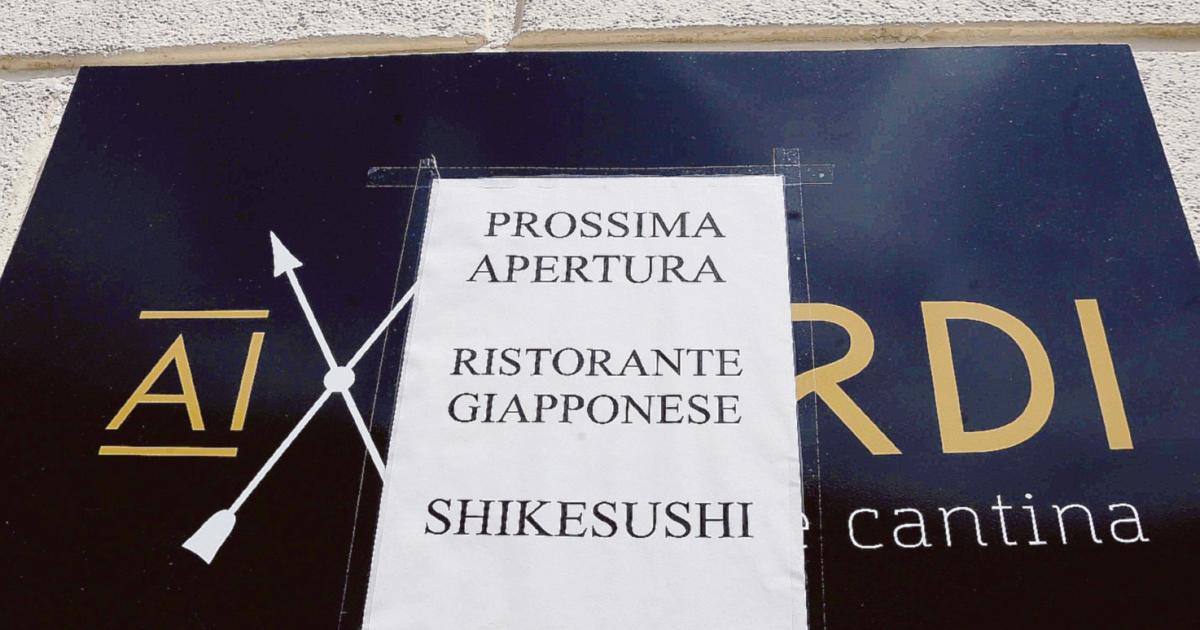 PROSSIMA
APERTURA
RISTORANTE
GIAPPONESE
SHIKESUSHI
AI RDI
e cantina